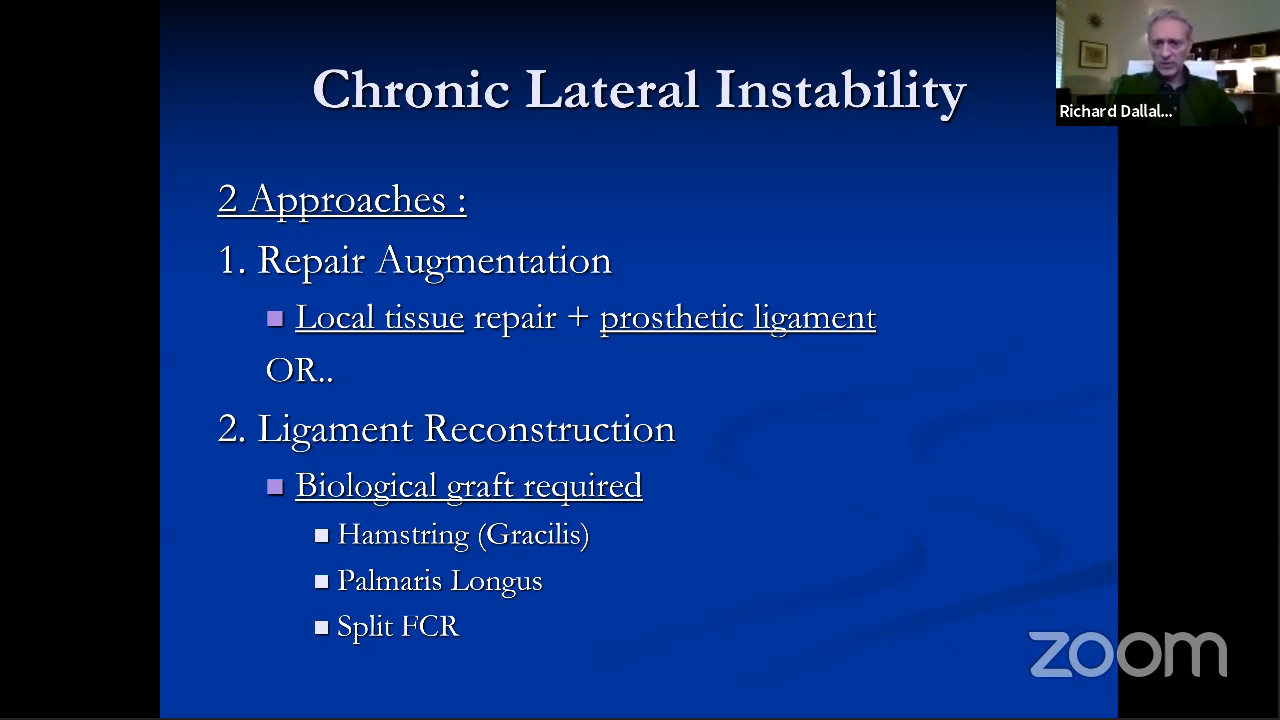 Chronic Lateral Instability
Richard Dallal...
2 Approaches :
1. Repair Augmentation
Local tissue repair + prosthetic ligament
OR..
2. Ligament Reconstruction
Biological graft required
Hamstring (Gracilis)
Palmaris Longus
Split FCR
zoom